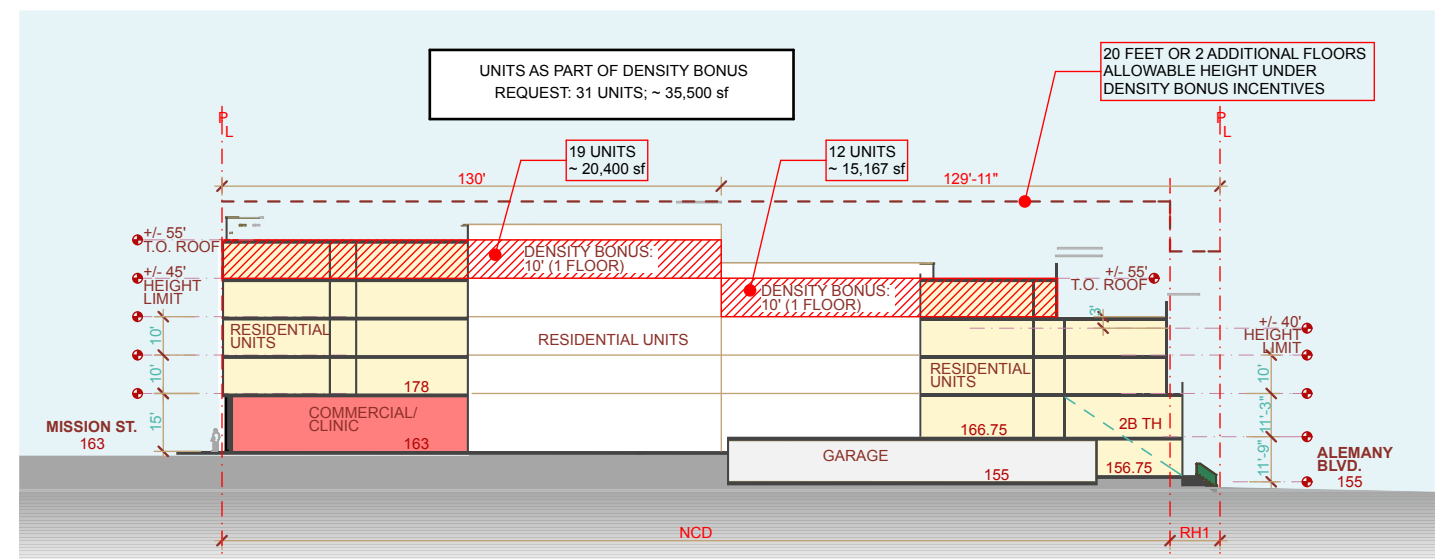 UNITS AS PART OF DENSITY BONUS
REQUEST: 31 UNITS; ~ 35,500 sf
20 FEET OR 2 ADDITIONAL FLOORS
ALLOWABLE HEIGHT UNDER
DENSITY BONUS INCENTIVES
P
L
P
L
19 UNITS
~ 20,400 sf
12 UNITS
~ 15,167 sf
130'
129'-11"
+/- 55'
T.O. ROOF
+/- 45'
HEIGHT
LIMIT
DENSITY BONUS:
10' (1 FLOOR)
DENSITY BONUS:
10' (1 FLOOR)
+/- 55'
T.O. ROOF
3'
+/- 40'
HEIGHT
LIMIT
10'
10'
15'
RESIDENTIAL
UNITS
178
RESIDENTIAL UNITS
RESIDENTIAL
UNITS
10'
11'-3"
11'-9"
COMMERCIAL/
CLINIC
163
166.75
2B TH
GARAGE
155
156.75
MISSION ST.
163
ALEMANY
BLVD.
155
NCD
RH1